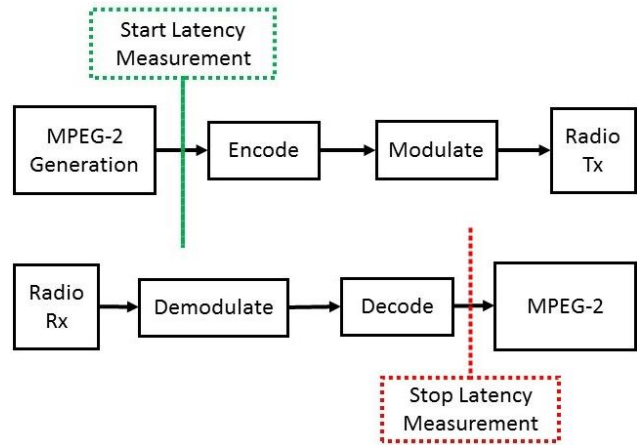 Start Latency
Measurement
MPEG-2
Generation
Encode
Modulate
Radio
Tx
Radio
Rx
Demodulate
Decode
MPEG-2
Stop Latency
Measurement